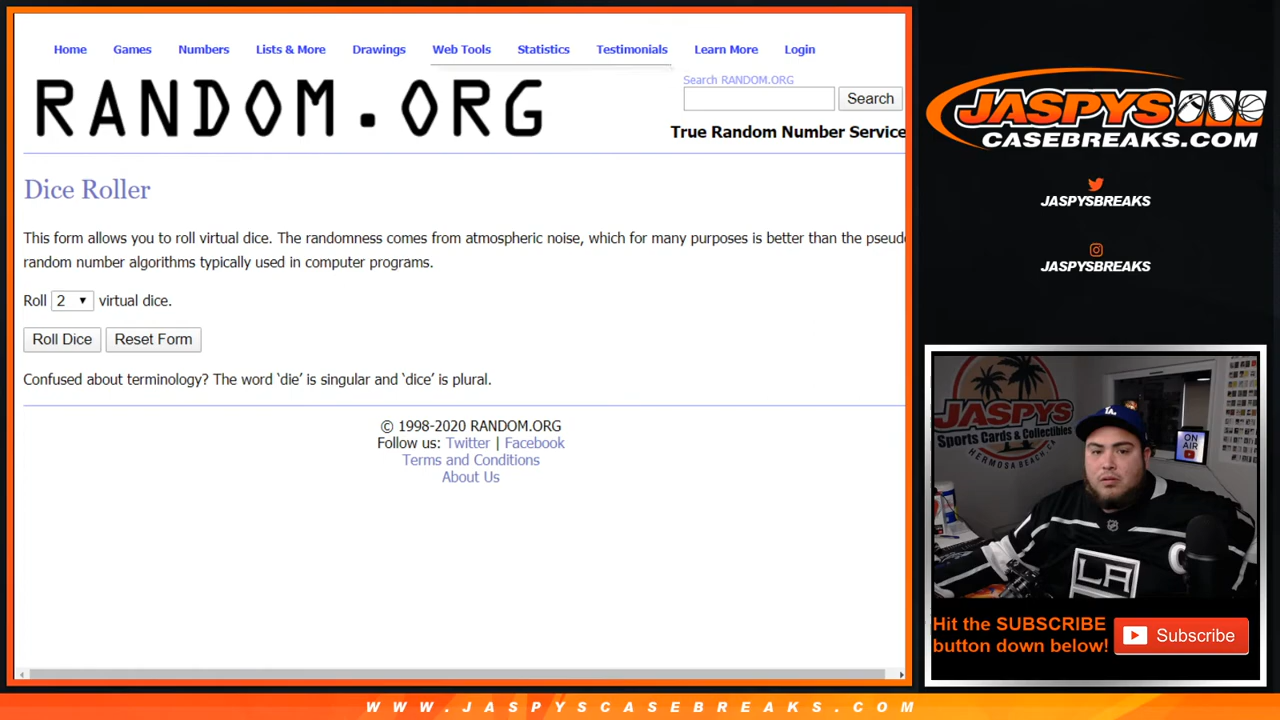 Home Games Numbers Lists & More Drawings Web Tools Statistics Testimonials Learn More Login
RANDOM.ORG
Search RANDOM.ORG
Search
True Random Number Service
Dice Roller
This form allows you to roll virtual dice. The randomness comes from atmospheric noise, which for many purposes is better than the pseudo
random number algorithms typically used in computer programs.
Roll 2 virtual dice.
Roll Dice Reset Form
Confused about terminology? The word ‘die’ is singular and ‘dice’ is plural.
© 1998-2020 RANDOM.ORG
Follow us: Twitter | Facebook
Terms and Conditions
About Us
JASPYS
CASEBREAKS.COM
JASPYSBREAKS
JASPYSBREAKS
JASPYS
Sports Cards & Collectibles
HERMOSA BEACH, CA
ON
AIR
LA
LA
C
Hit the SUBSCRIBE
button down below!
Subscribe
WWW.JASPYSCASEBREAKS.COM